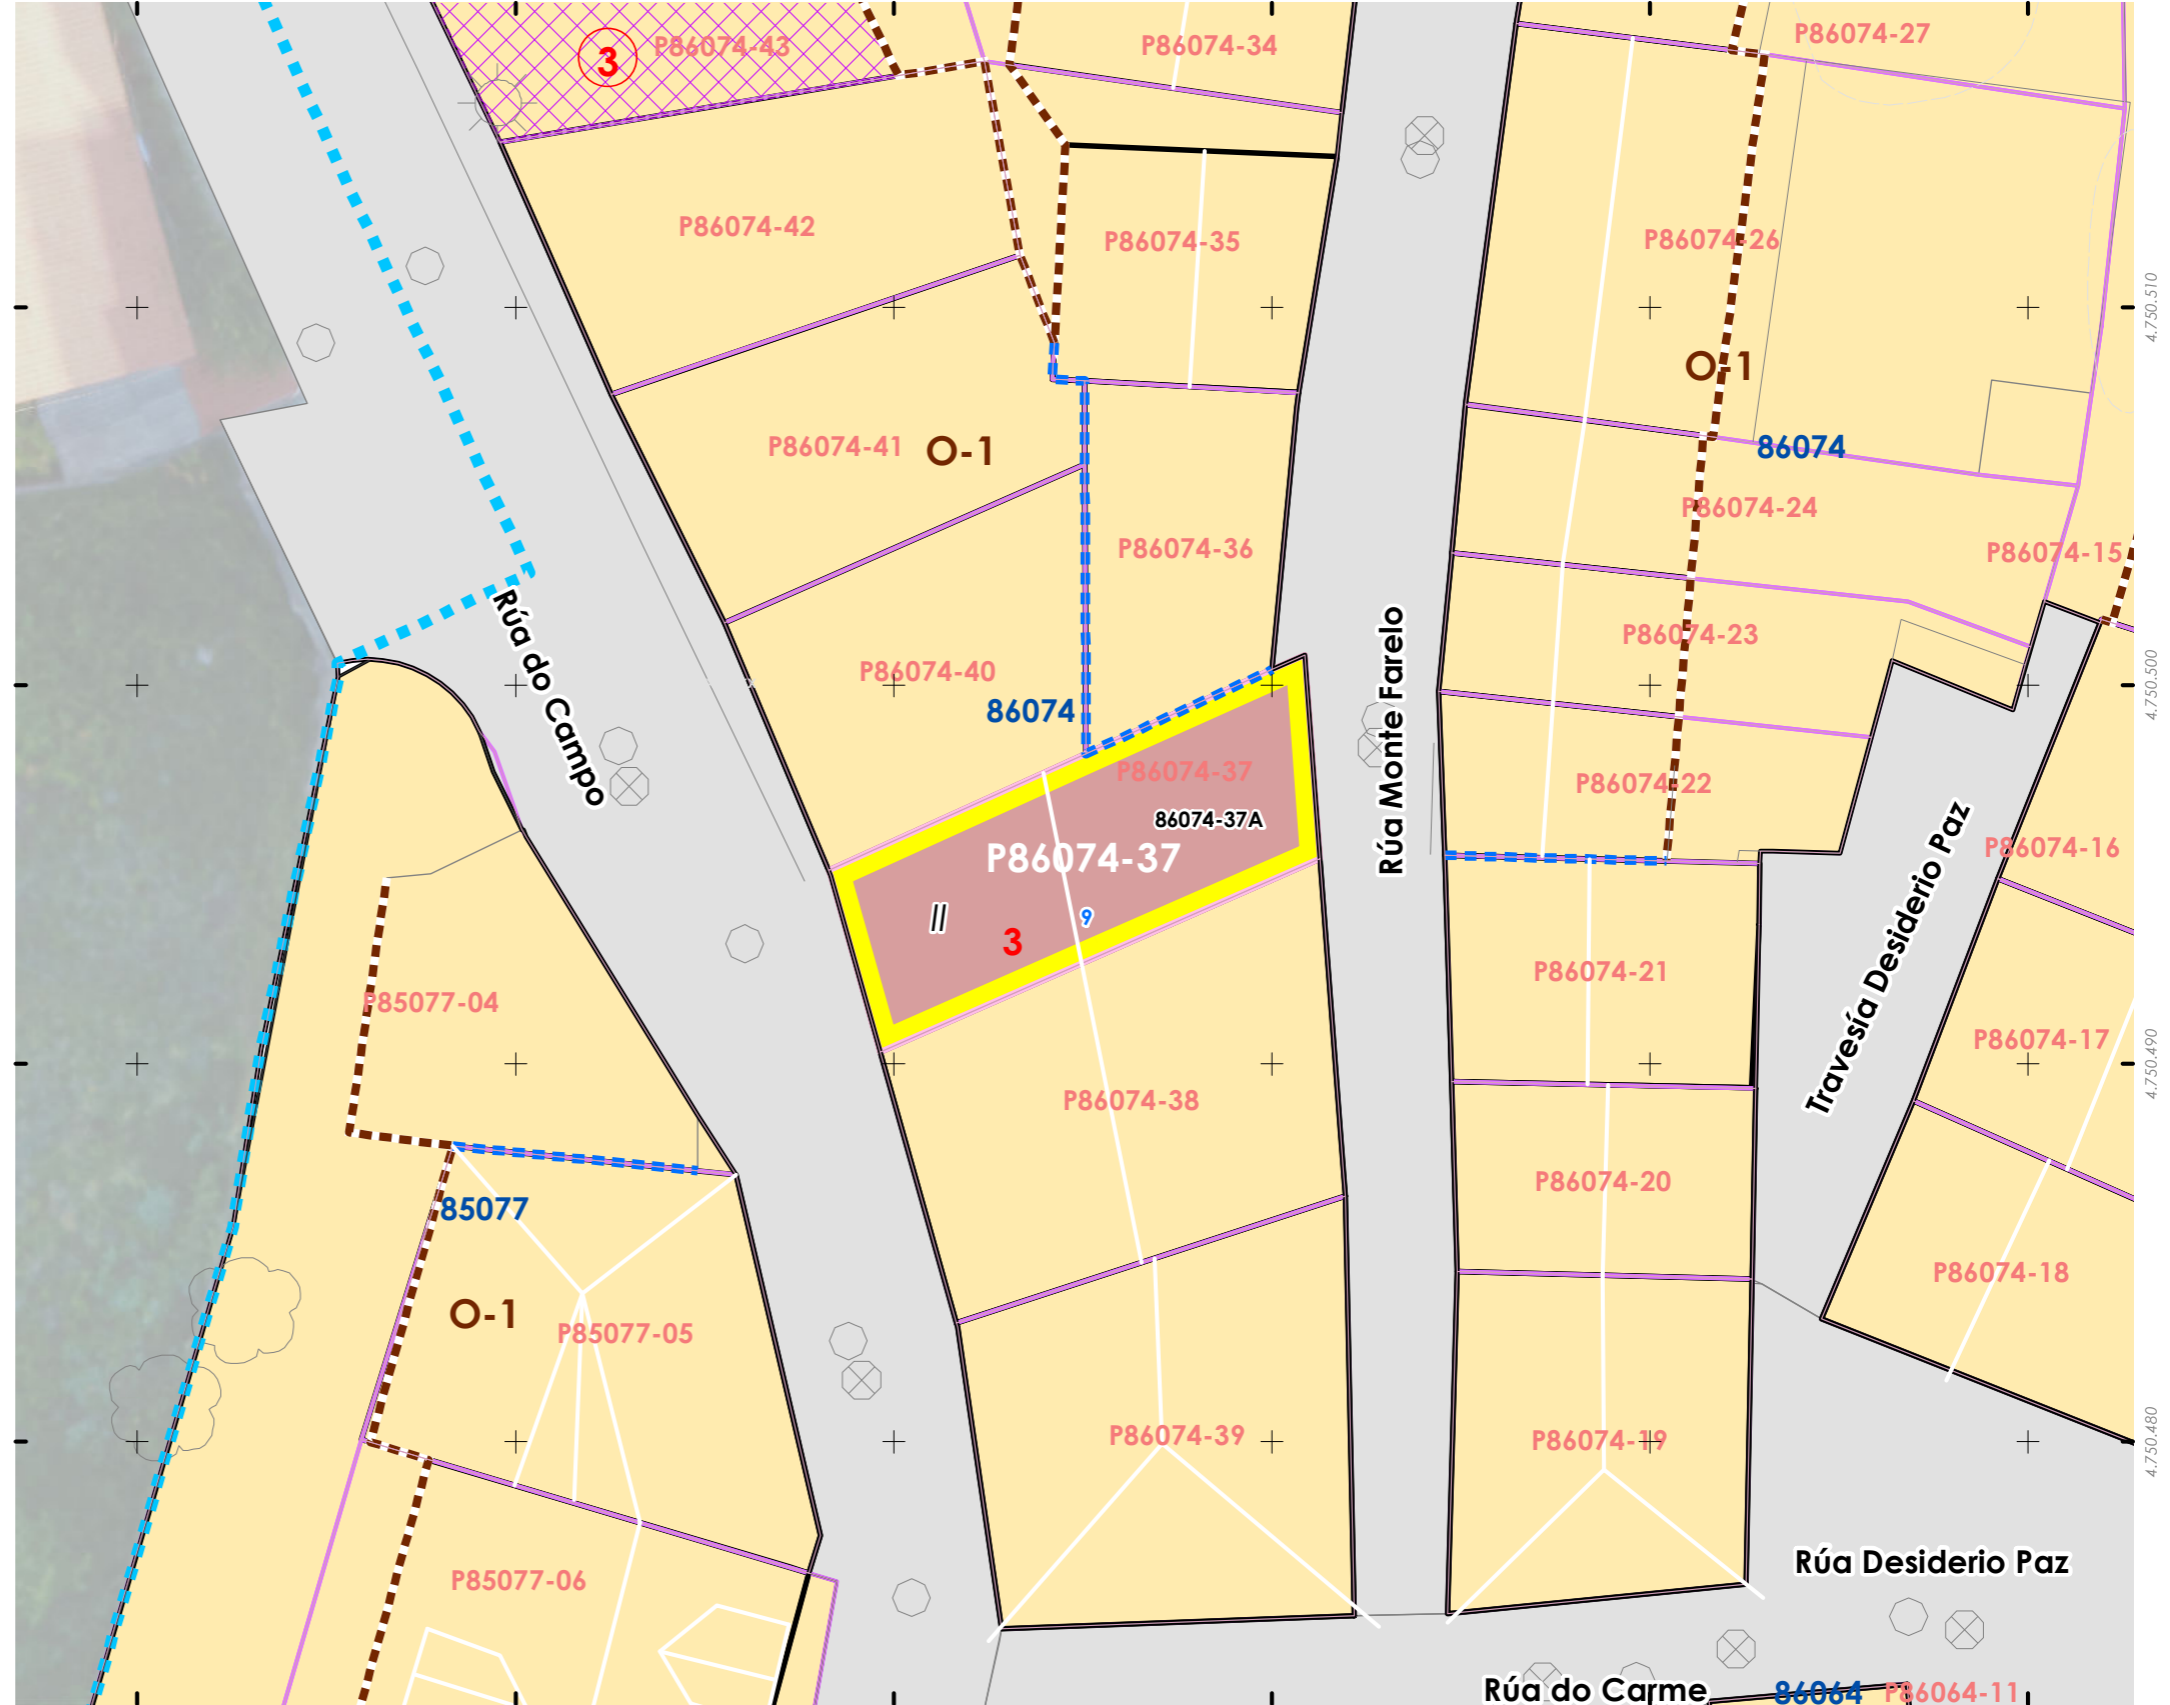 P86074-27
P86074-43
3
P86074-34
P86074-42
P86074-35
P86074-26
4.750.510
O-1
P86074-41
O-1
86074
P86074-24
P86074-36
P86074-15
P86074-23
Rúa do Campo
Rúa Monte Farelo
4.750.500
P86074-40
86074
P86074-37
P86074-22
86074-37A
P86074-37
Travesía Desiderio Paz
P86074-16
II
9
3
P86074-21
P85077-04
P86074-17
4.750.490
P86074-38
P86074-20
85077
P86074-18
O-1
P85077-05
P86074-39
P86074-19
4.750.480
Rúa Desiderio Paz
P85077-06
Rúa do Carme
86064
P86064-11